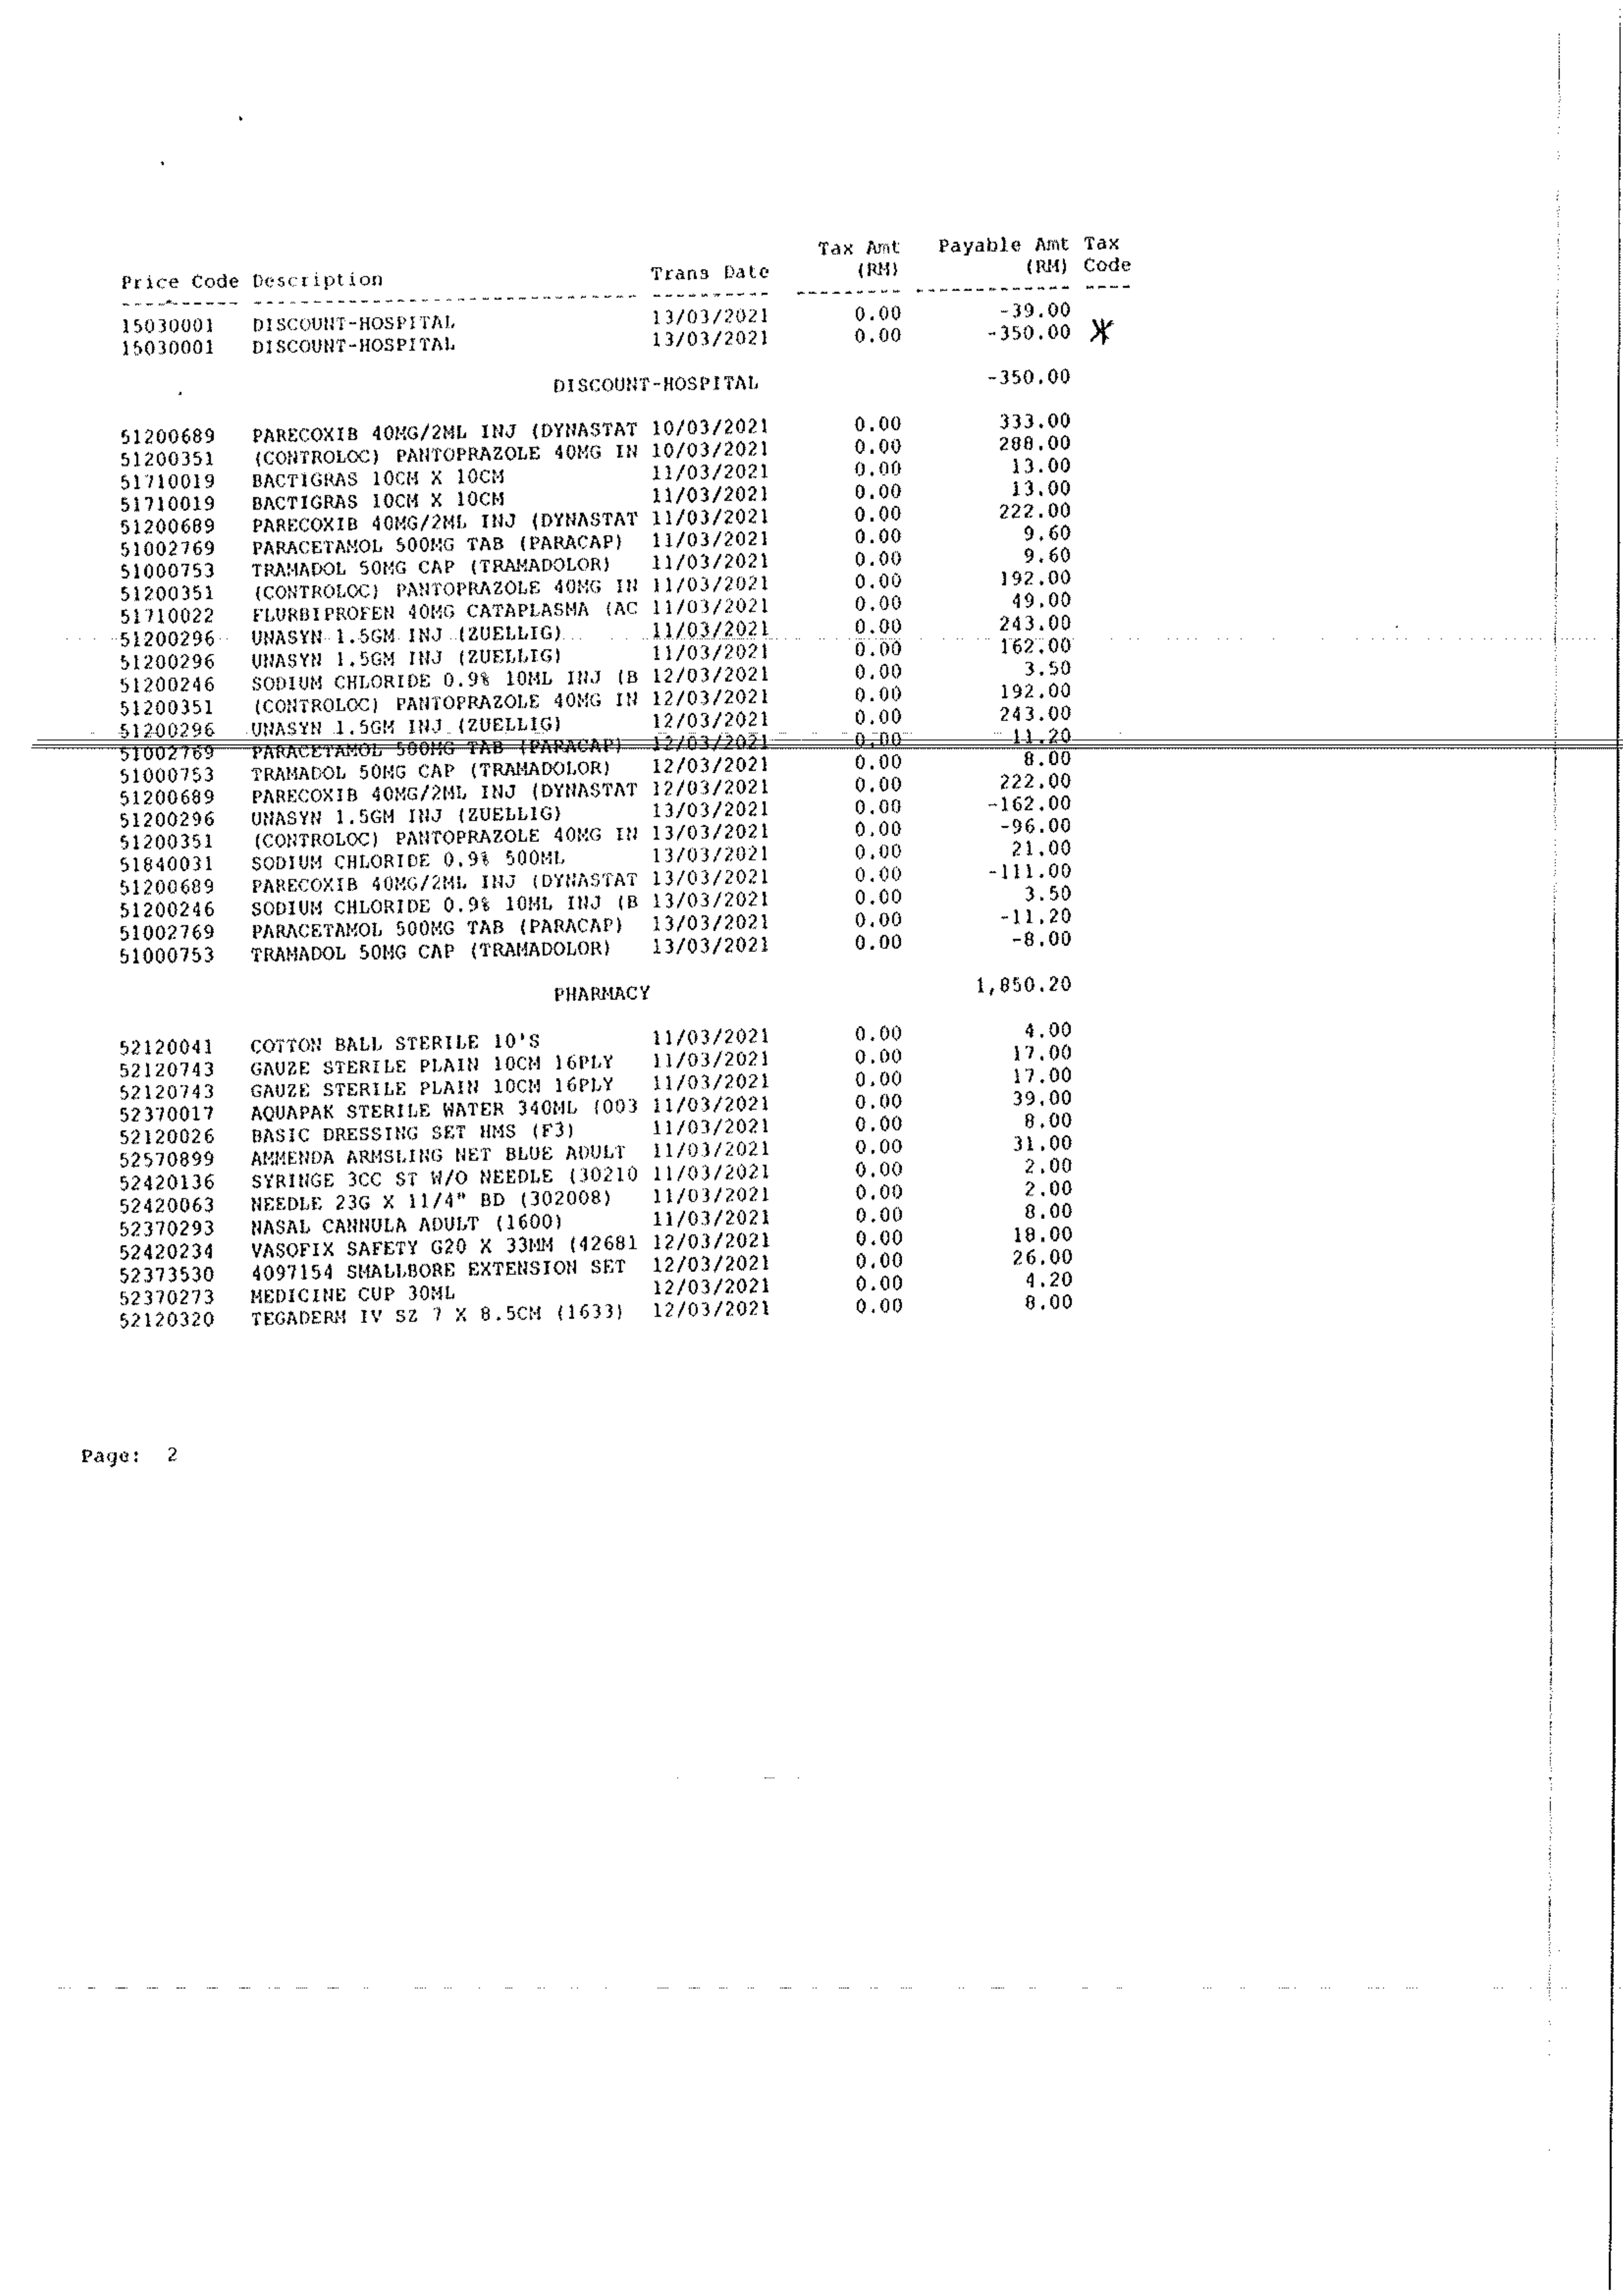 Tax Amt Payable Amt Tax
Price Code Description Trans Date (RM) (RM) Code
15030001 DISCOUNT-HOSPITAL 13/03/2021 0.00 -39.00
15030001 DISCOUNT-HOSPITAL 13/03/2021 0.00 -350.00
DISCOUNT-HOSPITAL -350.00
51200689 PARECOXIB 40MG/2ML INJ (DYNASTAT 10/03/2021 0.00 333.00
51200351 (CONTROLOC) PANTOPRAZOLE 40MG IN 10/03/2021 0.00 288.00
51710019 BACTIGRAS 10CM X 10CM 11/03/2021 0.00 13.00
51710019 BACTIGRAS 10CM X 10CM 11/03/2021 0.00 13.00
51200689 PARECOXIB 40MG/2ML INJ (DYNASTAT 11/03/2021 0.00 222.00
51002769 PARACETAMOL 500MG TAB (PARACAP) 11/03/2021 0.00 9.60
51000753 TRAMADOL 50MG CAP (TRAMADOLOR) 11/03/2021 0.00 9.60
51200351 (CONTROLOC) PANTOPRAZOLE 40MG IN 11/03/2021 0.00 192.00
51710022 FLURBIPROFEN 40MG CATAPLASMA (AC 11/03/2021 0.00 49.00
51200296 UNASYN 1.5GM INJ (ZUELLIG) 11/03/2021 0.00 243.00
51200296 UNASYN 1.5GM INJ (ZUELLIG) 11/03/2021 0.00 162.00
51200246 SODIUM CHLORIDE 0.9% 10ML INJ (B 12/03/2021 0.00 3.50
51200351 (CONTROLOC) PANTOPRAZOLE 40MG IN 12/03/2021 0.00 192.00
51200296 UNASYN 1.5GM INJ (ZUELLIG) 12/03/2021 0.00 243.00
51002769 PARACETAMOL 500MG TAB (PARACAP) 12/03/2021 0.00 11.20
51000753 TRAMADOL 50MG CAP (TRAMADOLOR) 12/03/2021 0.00 8.00
51200689 PARECOXIB 40MG/2ML INJ (DYNASTAT 12/03/2021 0.00 222.00
51200296 UNASYN 1.5GM INJ (ZUELLIG) 13/03/2021 0.00 -162.00
51200351 (CONTROLOC) PANTOPRAZOLE 40MG IN 13/03/2021 0.00 -96.00
51840031 SODIUM CHLORIDE 0.9% 500ML 13/03/2021 0.00 21.00
51200689 PARECOXIB 40MG/2ML INJ (DYNASTAT 13/03/2021 0.00 -111.00
51200246 SODIUM CHLORIDE 0.9% 10ML INJ (B 13/03/2021 0.00 3.50
51002769 PARACETAMOL 500MG TAB (PARACAP) 13/03/2021 0.00 -11.20
51000753 TRAMADOL 50MG CAP (TRAMADOLOR) 13/03/2021 0.00 -8.00
PHARMACY 1,850.20
52120041 COTTON BALL STERILE 10'S 11/03/2021 0.00 4.00
52120743 GAUZE STERILE PLAIN 10CM 16PLY 11/03/2021 0.00 17.00
52120743 GAUZE STERILE PLAIN 10CM 16PLY 11/03/2021 0.00 17.00
52370017 AQUAPAK STERILE WATER 340ML (003 11/03/2021 0.00 39.00
52120026 BASIC DRESSING SET HMS (F3) 11/03/2021 0.00 8.00
52570899 AMMENDA ARMSLING NET BLUE ADULT 11/03/2021 0.00 31.00
52420136 SYRINGE 3CC ST W/O NEEDLE (30210 11/03/2021 0.00 2.00
52420063 NEEDLE 23G X 11/4" BD (302008) 11/03/2021 0.00 2.00
52370293 NASAL CANNULA ADULT (1600) 11/03/2021 0.00 8.00
52420234 VASOFIX SAFETY G20 X 33MM (42681 12/03/2021 0.00 18.00
52373530 4097154 SMALLBORE EXTENSION SET 12/03/2021 0.00 26.00
52370273 MEDICINE CUP 30ML 12/03/2021 0.00 4.20
52120320 TEGADERM IV SZ 7 X 8.5CM (1633) 12/03/2021 0.00 8.00
Page: 2